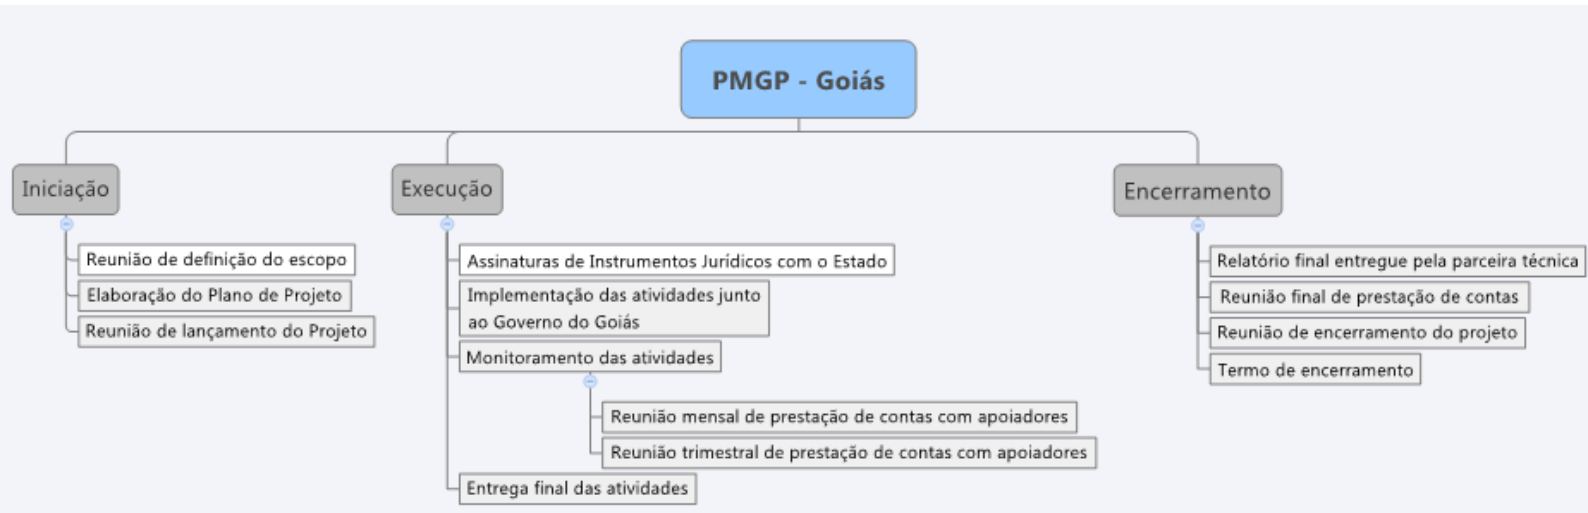 PMGP - Goiás
Iniciação
Reunião de definição do escopo
Elaboração do Plano de Projeto
Reunião de lançamento do Projeto
Execução
Assinaturas de Instrumentos Jurídicos com o Estado
Implementação das atividades junto
ao Governo do Goiás
Monitoramento das atividades
Reunião mensal de prestação de contas com apoiadores
Reunião trimestral de prestação de contas com apoiadores
Entrega final das atividades
Encerramento
Relatório final entregue pela parceira técnica
Reunião final de prestação de contas
Reunião de encerramento do projeto
Termo de encerramento